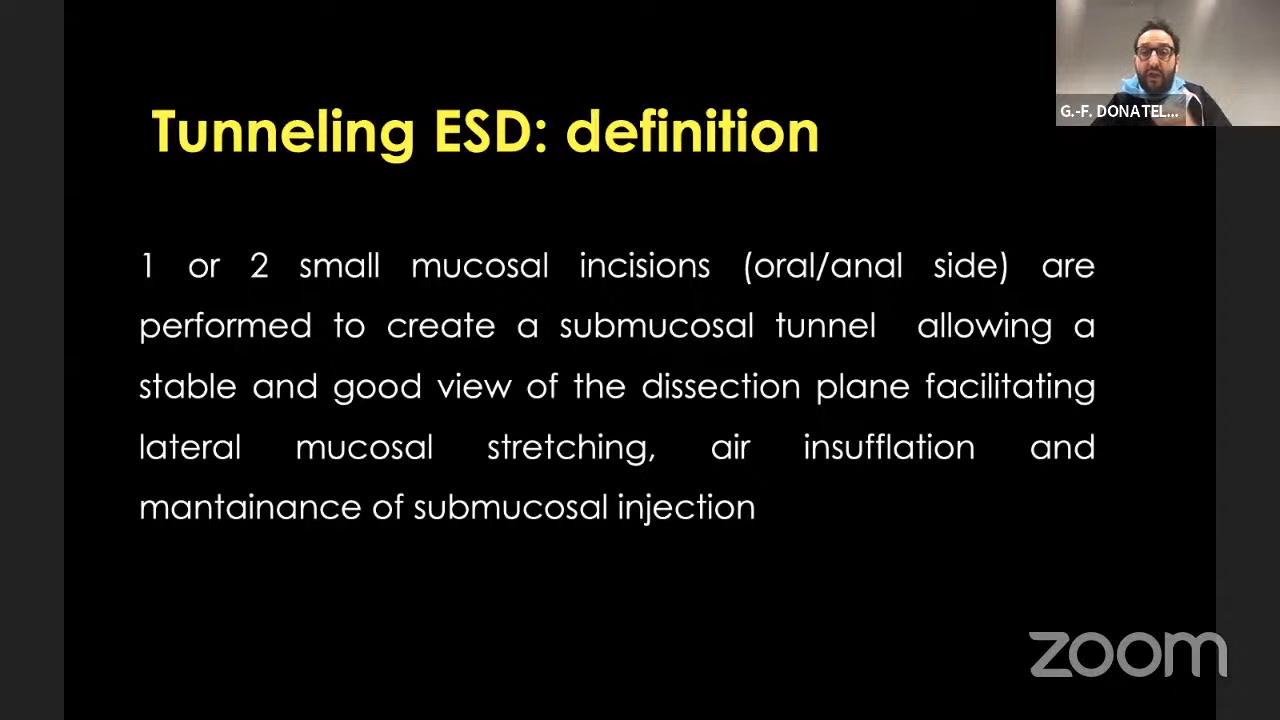 Tunneling ESD: definition
G.-F. DONATEL...
1 or 2 small mucosal incisions (oral/anal side) are
performed to create a submucosal tunnel allowing a
stable and good view of the dissection plane facilitating
lateral mucosal stretching, air insufflation and
mantainance of submucosal injection
zoom